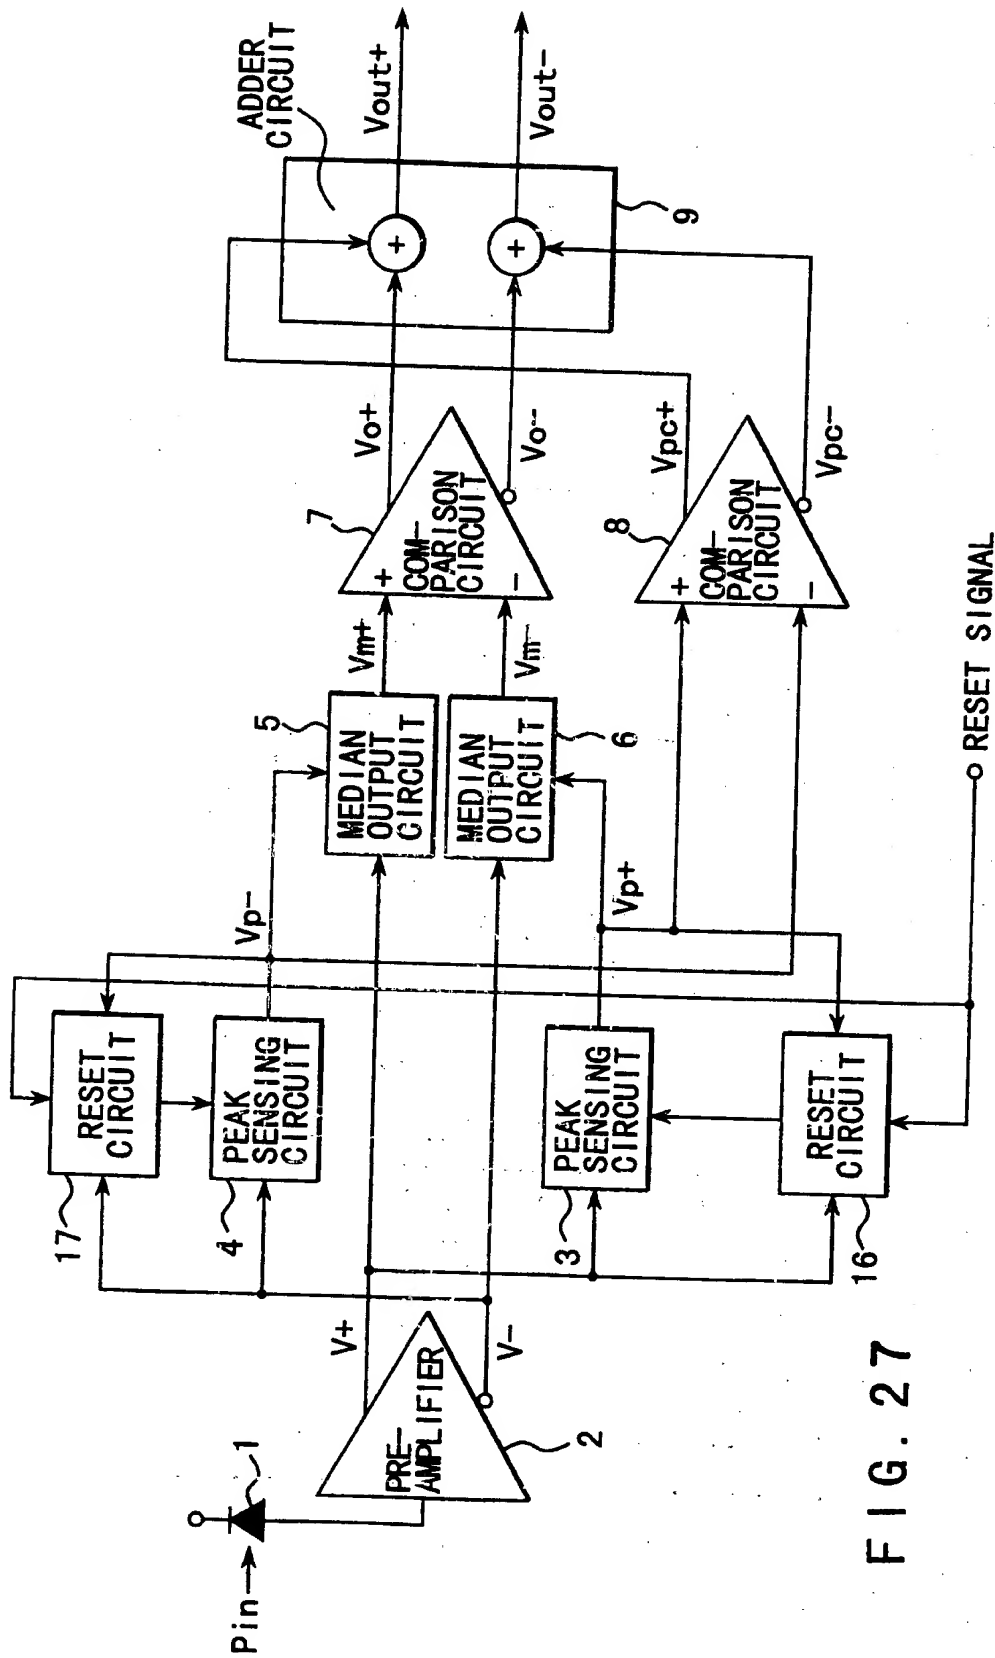 Pin
1
PRE-
AMPLIFIER
2
V+
V-
17
RESET
CIRCUIT
4
PEAK
SENSING
CIRCUIT
3
PEAK
SENSING
CIRCUIT
16
RESET
CIRCUIT
Vp-
Vp+
5
MEDIAN
OUTPUT
CIRCUIT
MEDIAN
OUTPUT
CIRCUIT
6
Vm+
Vm-
7
+
COM-
PARISON
CIRCUIT
-
8
+
COM-
PARISON
CIRCUIT
-
Vo+
Vo-
Vpc+
Vpc-
ADDER
CIRCUIT
+
+
9
Vout+
Vout-
RESET SIGNAL
FIG. 27